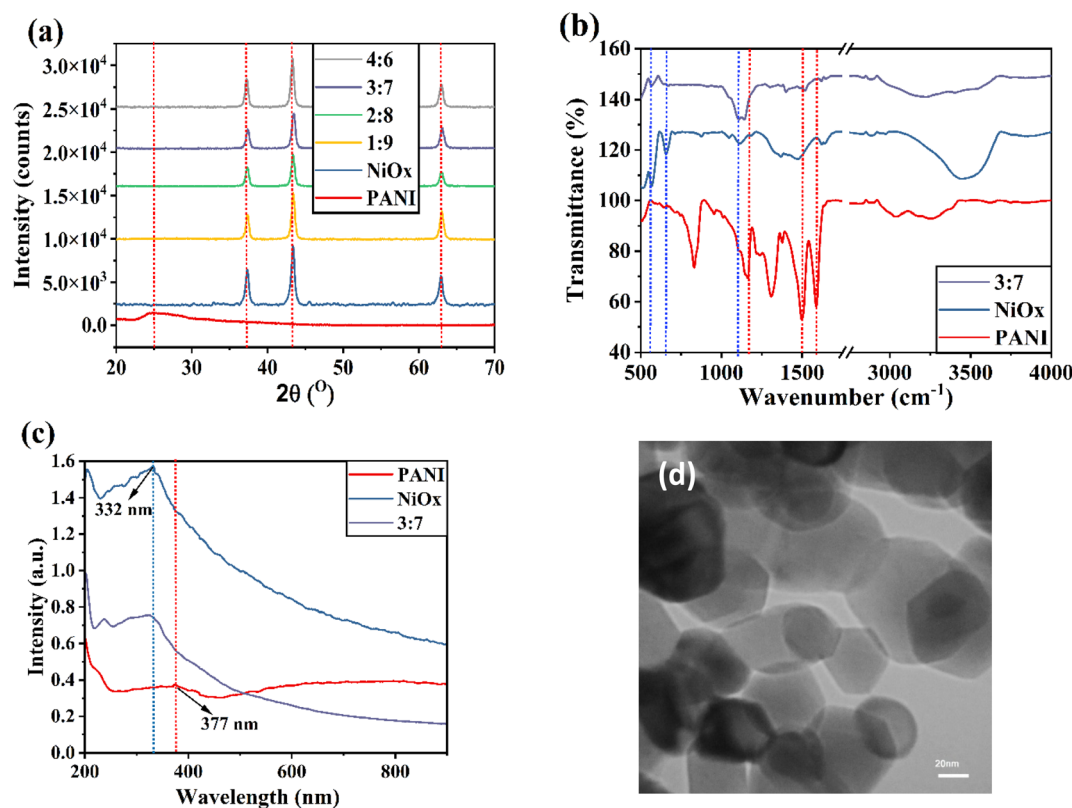 (a)
4:6
3:7
2:8
1:9
NiOx
PANI
3.0×10⁴
2.5×10⁴
2.0×10⁴
1.5×10⁴
1.0×10⁴
5.0×10³
0.0
Intensity (counts)
20 30 40 50 60 70
2θ (ᴼ)
(b)
160
140
120
100
80
60
40
Transmittance (%)
3:7
NiOx
PANI
500 1000 1500 3000 3500 4000
Wavenumber (cm⁻¹)
(c)
1.6
1.4
1.2
1.0
0.8
0.6
0.4
0.2
0.0
Intensity (a.u.)
PANI
NiOx
3:7
332 nm
377 nm
200 400 600 800
Wavelength (nm)
(d)
20nm